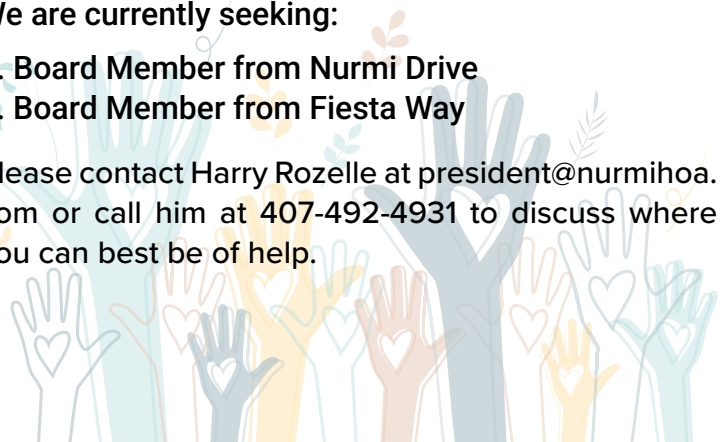 e are currently seeking:
. Board Member from Nurmi Drive
. Board Member from Fiesta Way
lease contact Harry Rozelle at president@nurmihoa.
om or call him at 407-492-4931 to discuss where
ou can best be of help.